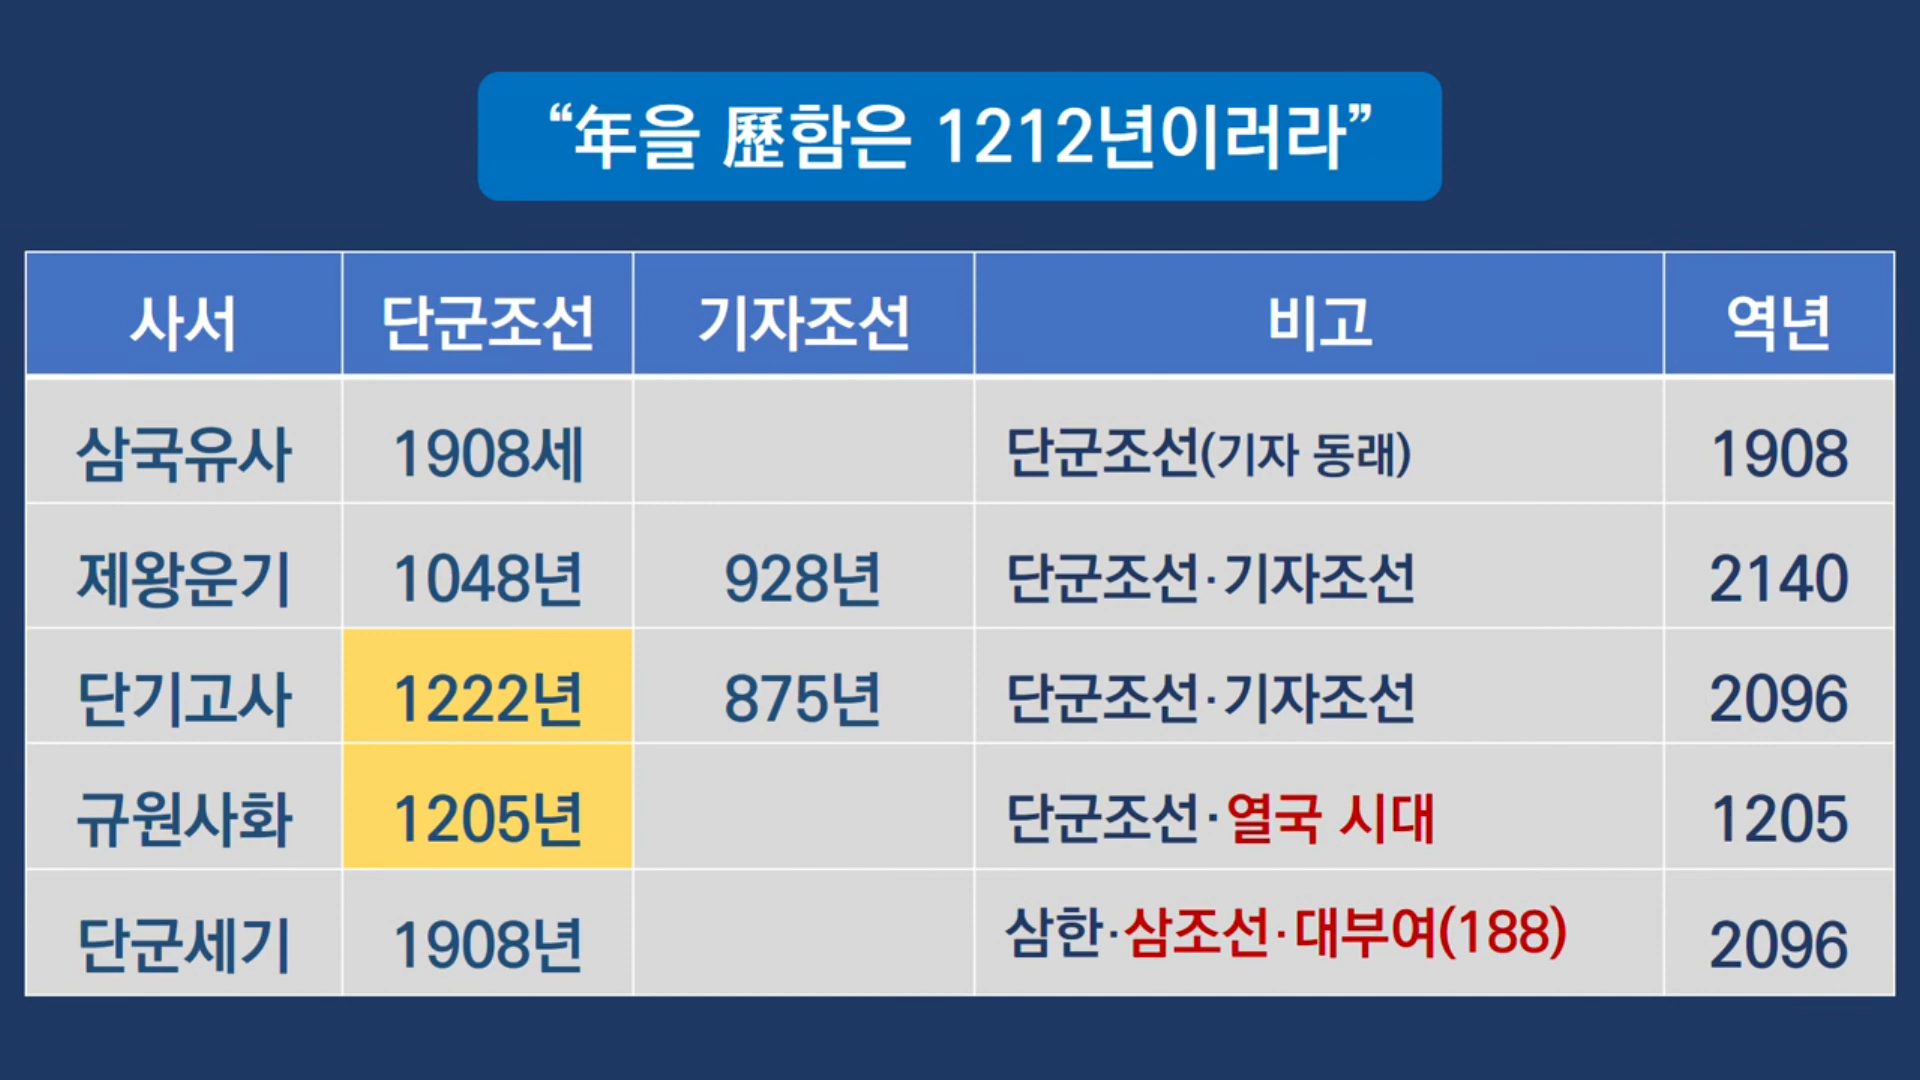 “年을 歷함은 1212년이러라”
사서 단군조선 기자조선 비고 역년
삼국유사 1908세 단군조선(기자 동래) 1908
제왕운기 1048년 928년 단군조선·기자조선 2140
단기고사 1222년 875년 단군조선·기자조선 2096
규원사화 1205년 단군조선·열국 시대 1205
단군세기 1908년 삼한·삼조선·대부여(188) 2096